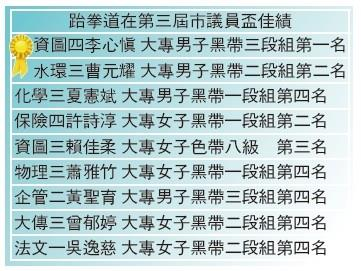 跆拳道在第三屆市議員盃佳績
資圖四李心慎 大專男子黑帶三段組第一名
水環三曹元耀 大專男子黑帶二段組第二名
化學三夏憲斌 大專男子黑帶一段組第四名
保險四許詩淳 大專女子黑帶一段組第二名
資圖三賴佳柔 大專女子色帶八級 第三名
物理三蕭雅竹 大專女子黑帶一段組第四名
企管二黃聖育 大專男子黑帶三段組第四名
大傳三曾郁婷 大專女子黑帶二段組第四名
法文一吳逸慈 大專女子黑帶二段組第四名